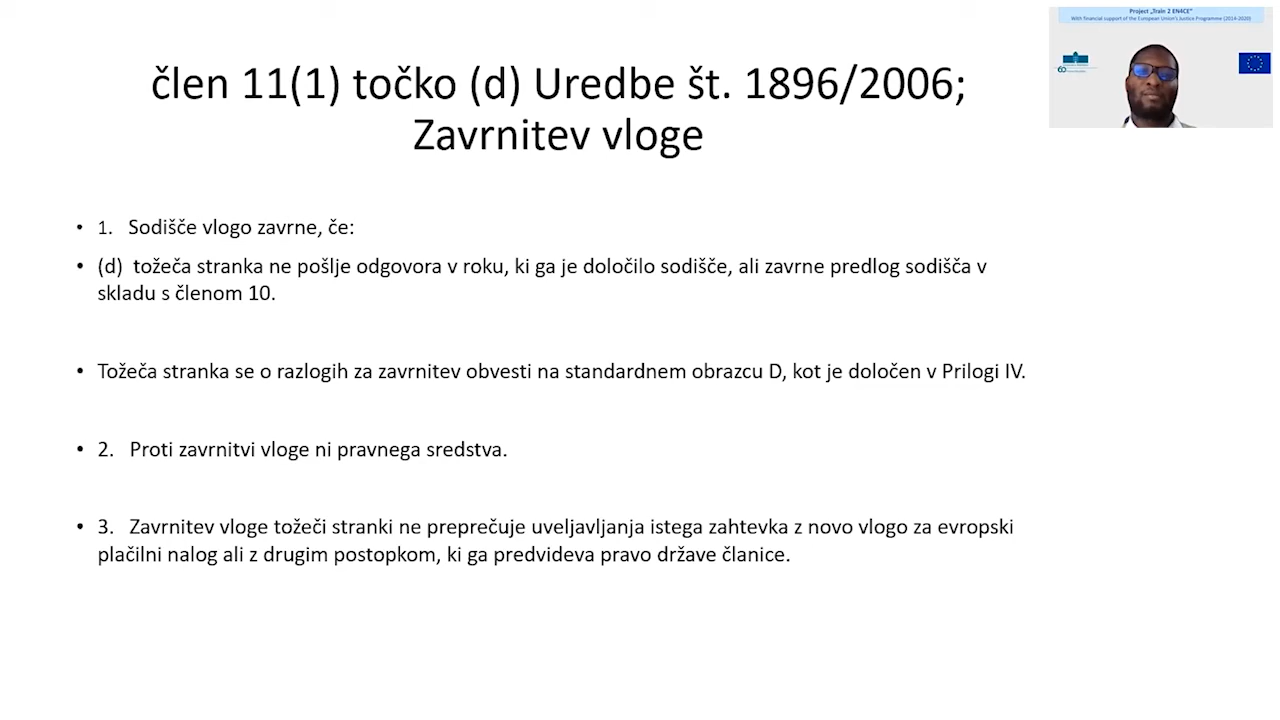 Project „Train 2 EN4CE"
With financial support of the European Union's Justice Programme (2014-2020)
60
člen 11(1) točko (d) Uredbe št. 1896/2006;
Zavrnitev vloge
• 1. Sodišče vlogo zavrne, če:
• (d) tožeča stranka ne pošlje odgovora v roku, ki ga je določilo sodišče, ali zavrne predlog sodišča v
skladu s členom 10.
• Tožeča stranka se o razlogih za zavrnitev obvesti na standardnem obrazcu D, kot je določen v Prilogi IV.
• 2. Proti zavrnitvi vloge ni pravnega sredstva.
• 3. Zavrnitev vloge tožeči stranki ne preprečuje uveljavljanja istega zahtevka z novo vlogo za evropski
plačilni nalog ali z drugim postopkom, ki ga predvideva pravo države članice.